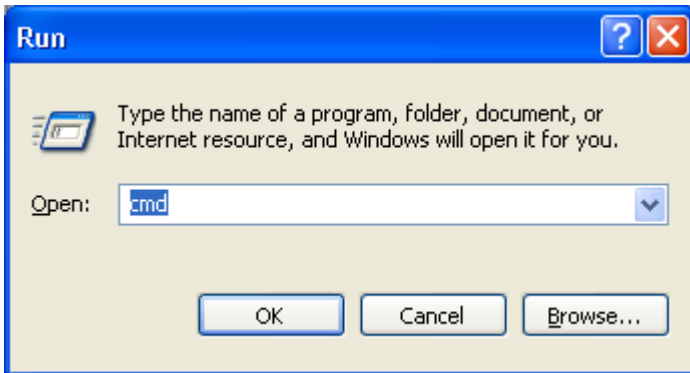 Run
Type the name of a program, folder, document, or
Internet resource, and Windows will open it for you.
Open: cmd
OK Cancel Browse...